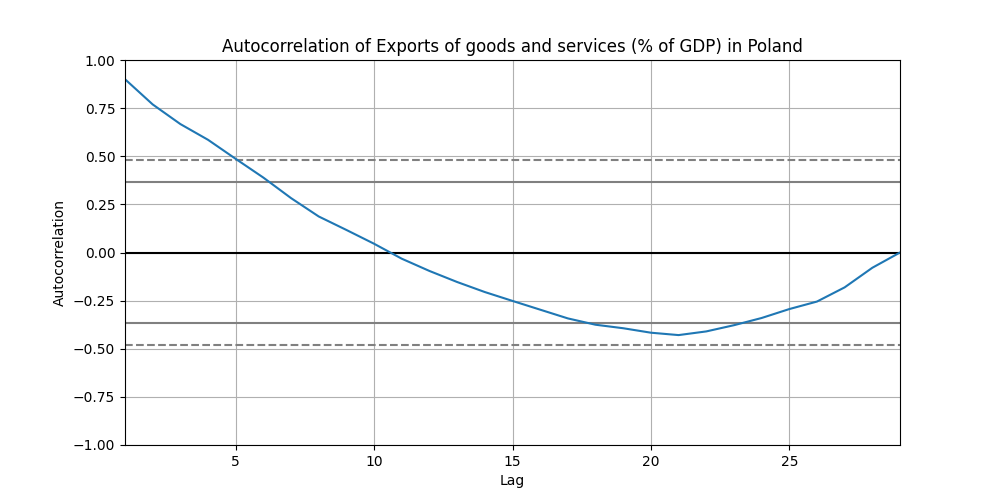 Autocorrelation of Exports of goods and services (% of GDP) in Poland
1.00
0.75
0.50
0.25
0.00
−0.25
−0.50
−0.75
−1.00
Autocorrelation
5 10 15 20 25
Lag